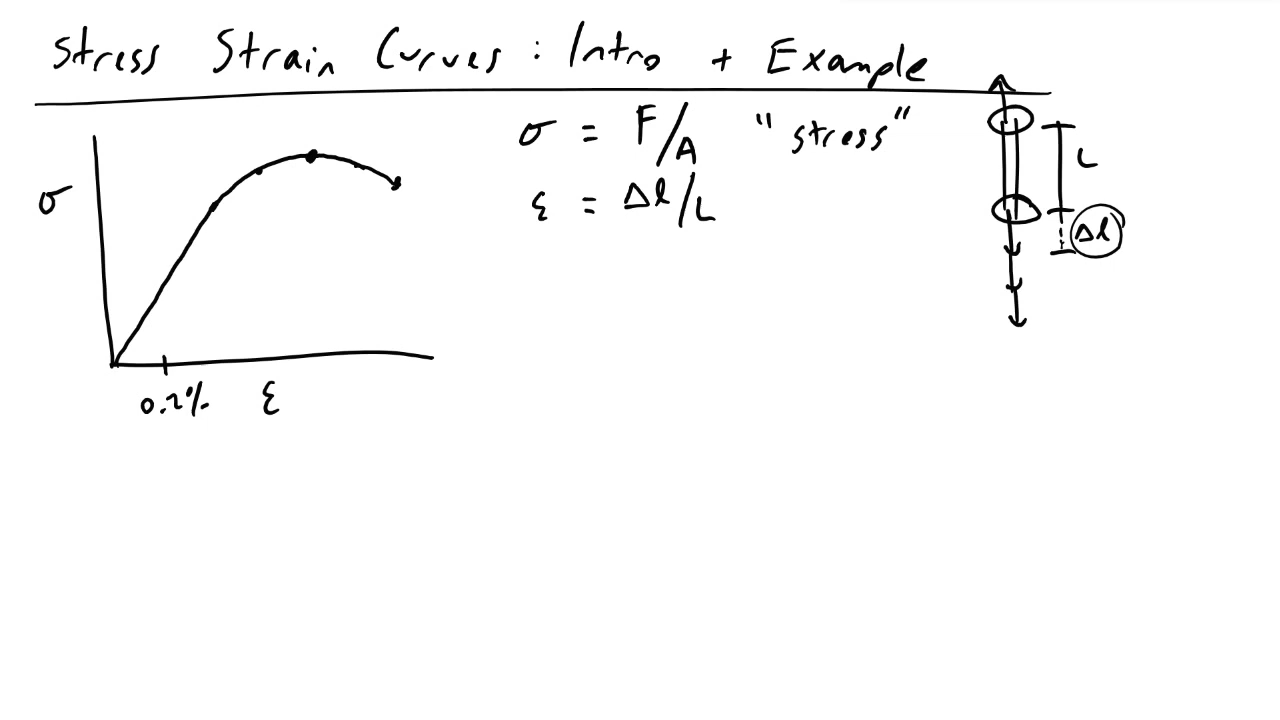 Stress Strain Curves : Intro + Example
σ = F/A "stress"
ε = Δl/L
L
Δl
σ
0.2% ε